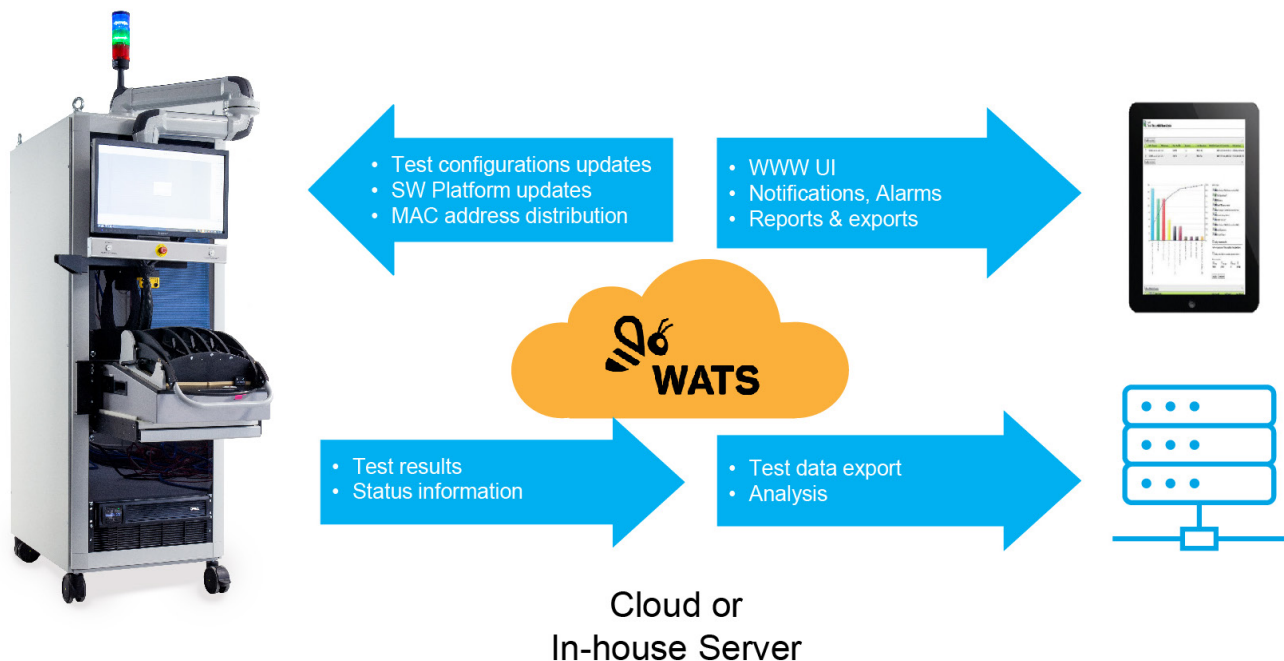 • Test configurations updates
• SW Platform updates
• MAC address distribution
• WWW UI
• Notifications, Alarms
• Reports & exports
WATS
• Test results
• Status information
• Test data export
• Analysis
Cloud or
In-house Server